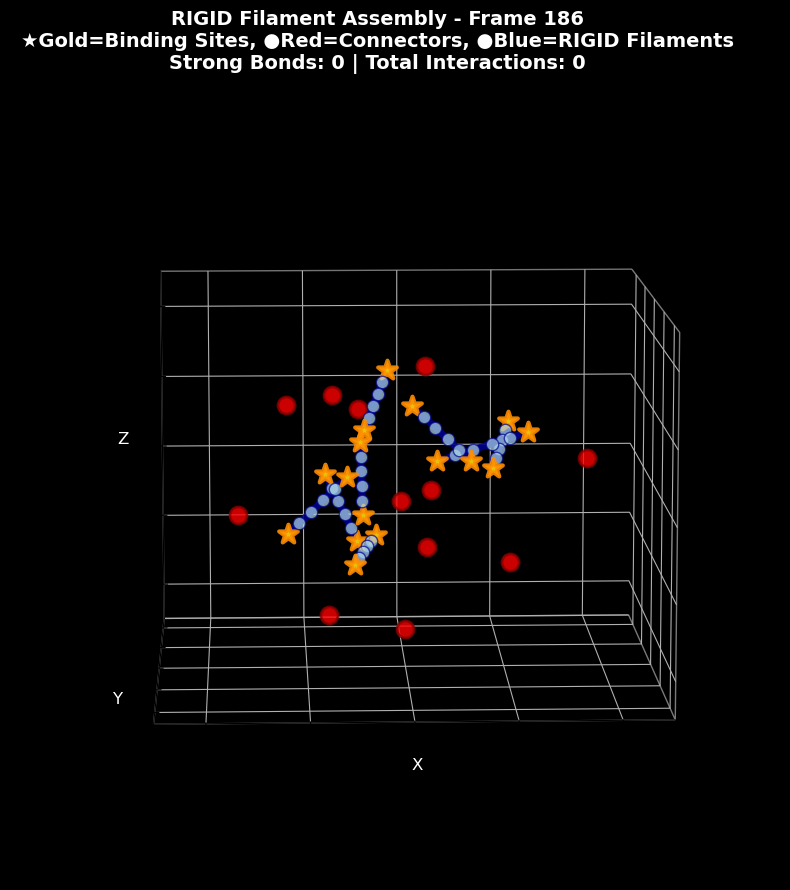 RIGID Filament Assembly - Frame 186
★Gold=Binding Sites, ●Red=Connectors, ●Blue=RIGID Filaments
Strong Bonds: 0 | Total Interactions: 0
Z
Y
X